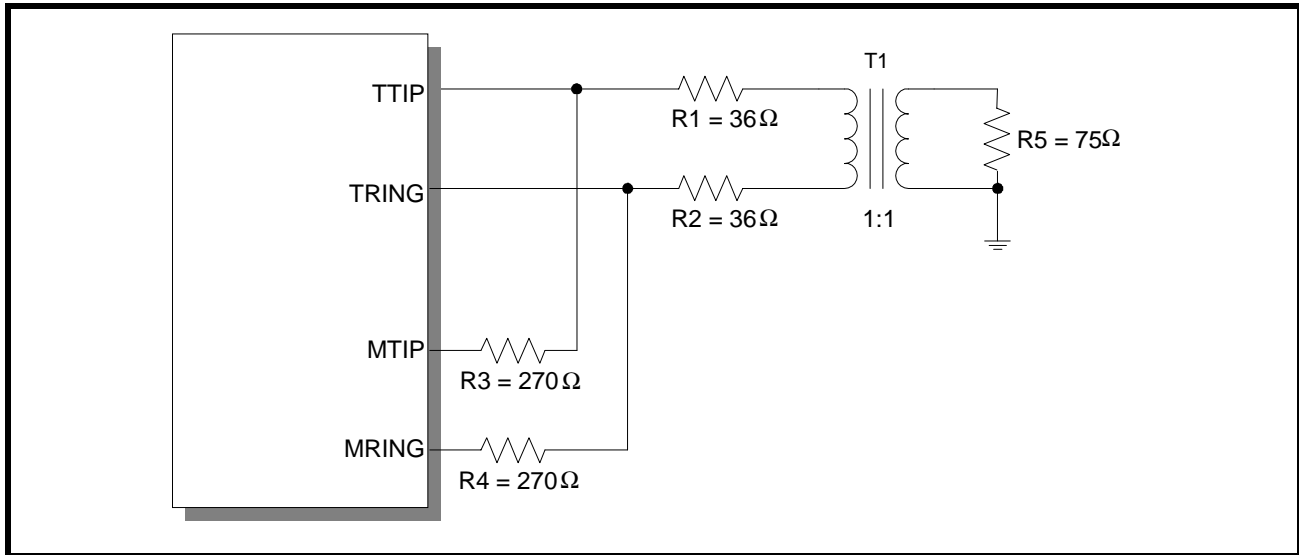 T1
TTIP
R1 = 36Ω
R5 = 75Ω
TRING
R2 = 36Ω
1:1
MTIP
R3 = 270Ω
MRING
R4 = 270Ω